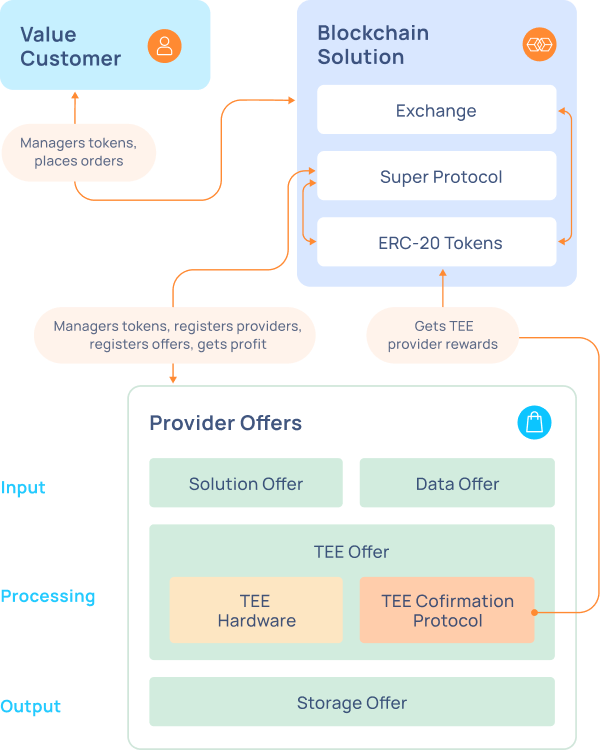 Value
Customer
Blockchain
Solution
Exchange
Managers tokens,
places orders
Super Protocol
ERC-20 Tokens
Managers tokens, registers providers,
registers offers, gets profit
Gets TEE
provider rewards
Provider Offers
Input
Solution Offer
Data Offer
TEE Offer
Processing
TEE
Hardware
TEE Cofirmation
Protocol
Output
Storage Offer